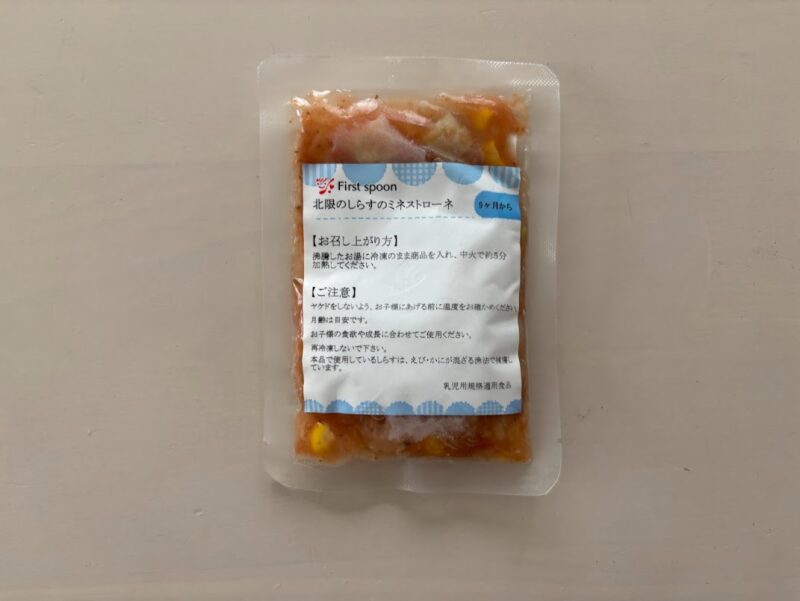 First spoon
北限のしらすのミネストローネ
9ヶ月から
【お召し上がり方】
沸騰したお湯に冷凍のまま商品を入れ、中火で約5分
加熱してください。
【ご注意】
ヤケドをしないよう、お子様にあげる前に温度をお確かめください
月齢は目安です。
お子様の食欲や成長に合わせてご使用ください。
再冷凍しないで下さい。
本品で使用しているしらすは、えび・かにが混ざる漁法で捕獲し
ています。
乳児用規格適用食品